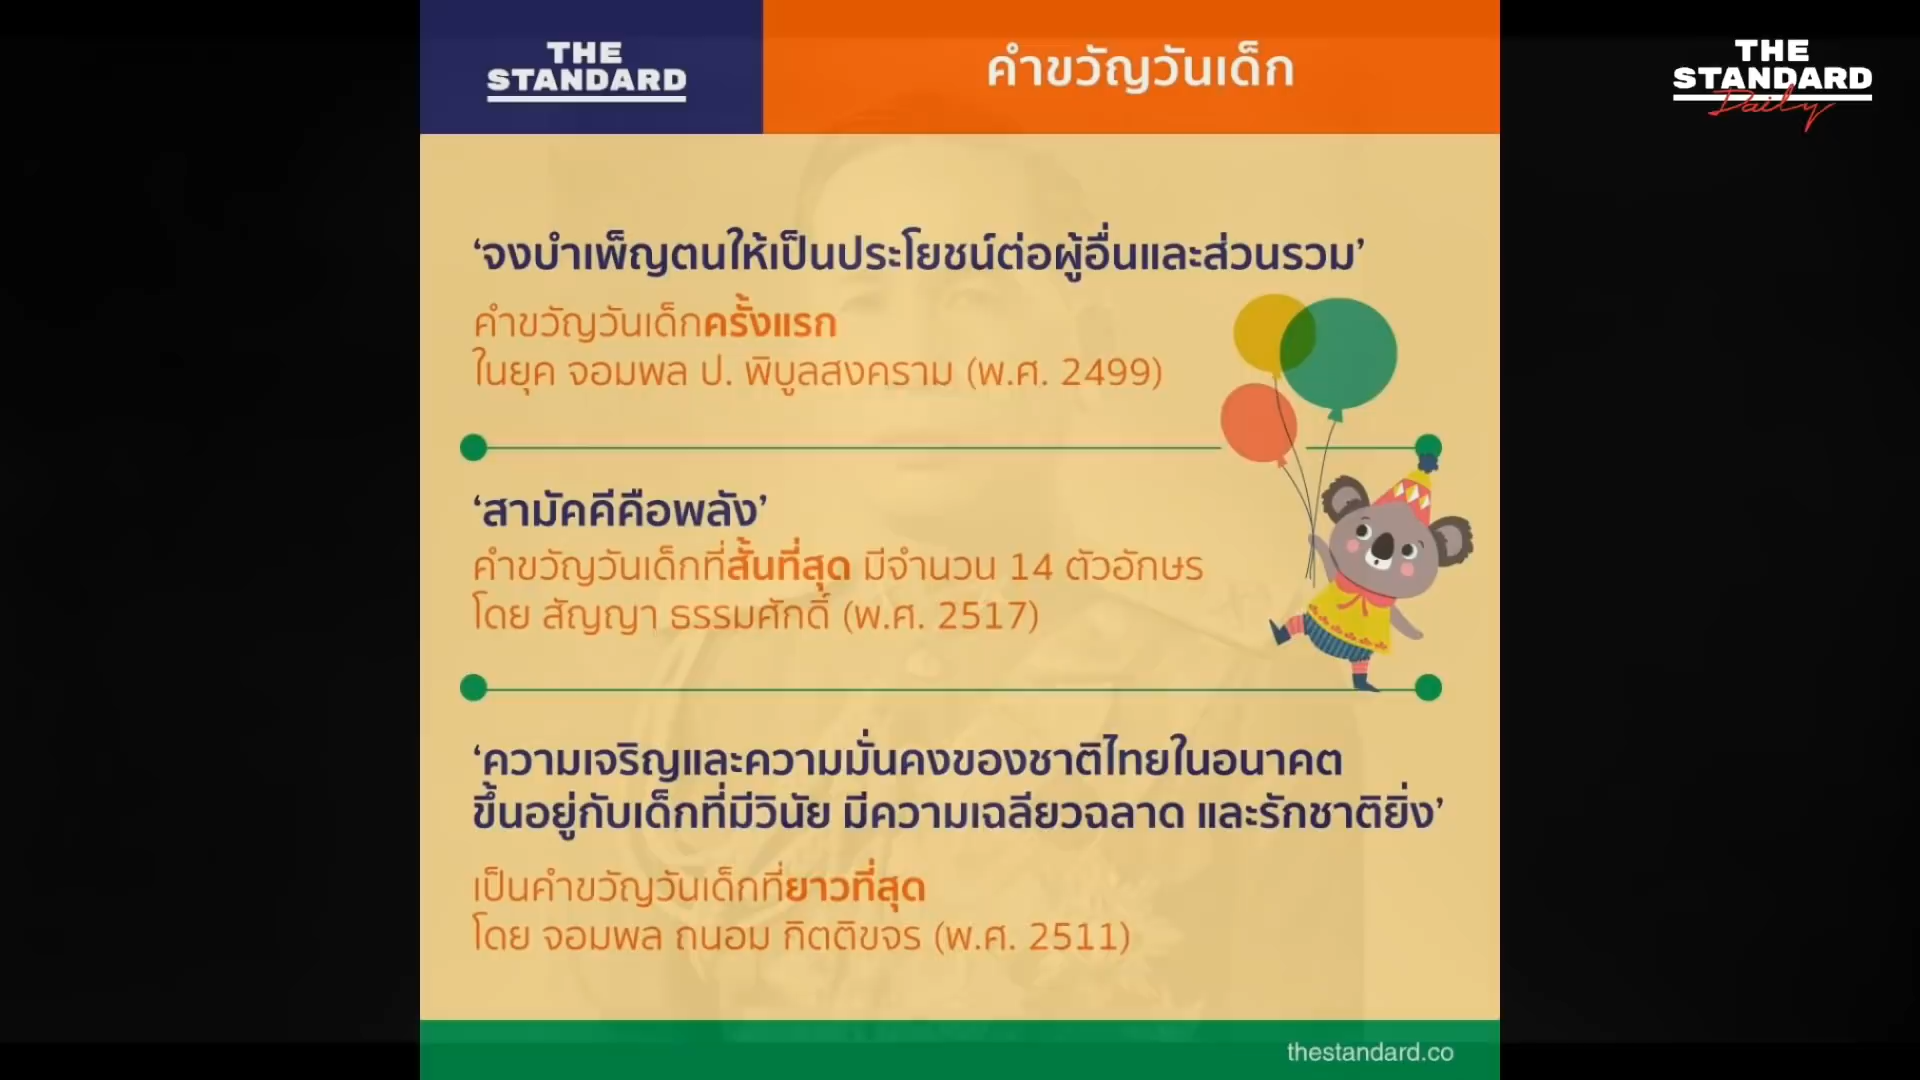 THE
STANDARD
คำขวัญวันเด็ก
THE
STANDARD
Daily
‘จงบำเพ็ญตนให้เป็นประโยชน์ต่อผู้อื่นและส่วนรวม’
คำขวัญวันเด็กครั้งแรก
ในยุค จอมพล ป. พิบูลสงคราม (พ.ศ. 2499)
‘สามัคคีคือพลัง’
คำขวัญวันเด็กที่สั้นที่สุด มีจำนวน 14 ตัวอักษร
โดย สัญญา ธรรมศักดิ์ (พ.ศ. 2517)
‘ความเจริญและความมั่นคงของชาติไทยในอนาคต
ขึ้นอยู่กับเด็กที่มีวินัย มีความเฉลียวฉลาด และรักชาติยิ่ง’
เป็นคำขวัญวันเด็กที่ยาวที่สุด
โดย จอมพล ถนอม กิตติขจร (พ.ศ. 2511)
thestandard.co